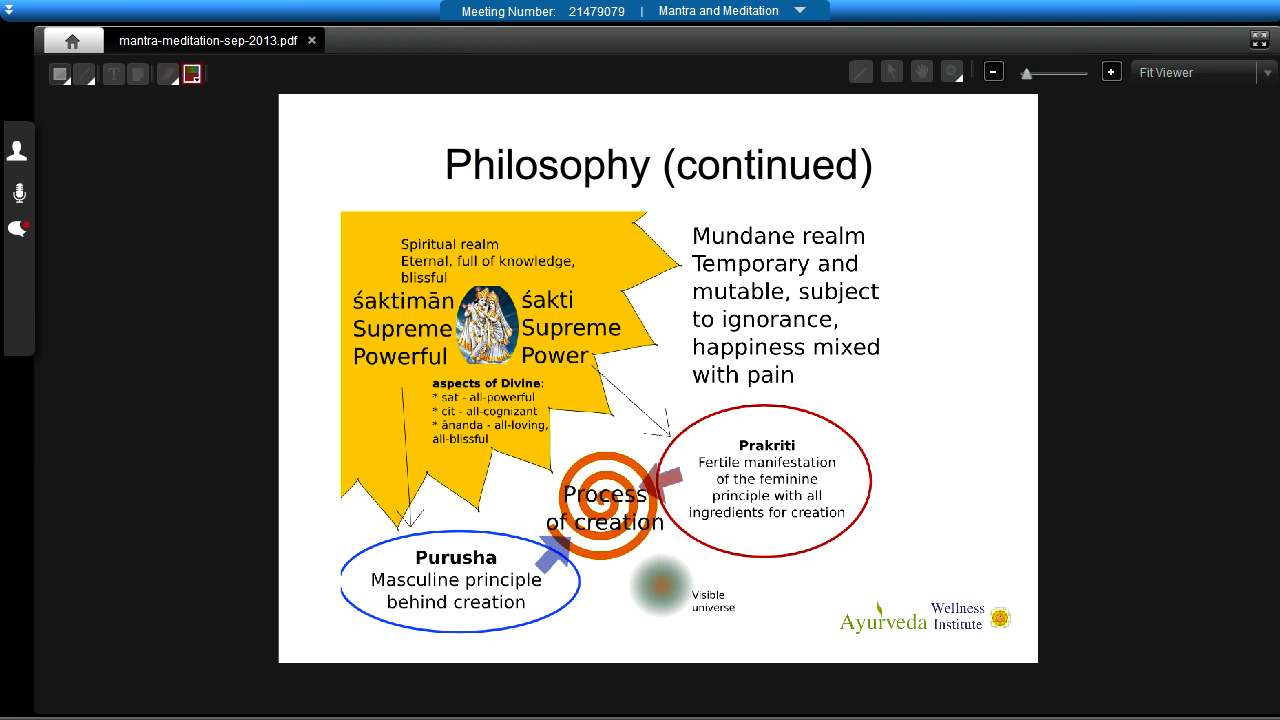 Meeting Number: 21479079 | Mantra and Meditation
mantra-meditation-sep-2013.pdf
Fit Viewer
Philosophy (continued)
Spiritual realm
Eternal, full of knowledge,
blissful
śaktimān
Supreme
Powerful
śakti
Supreme
Power
aspects of Divine:
* sat - all-powerful
* cit - all-cognizant
* ānanda - all-loving,
all-blissful
Mundane realm
Temporary and
mutable, subject
to ignorance,
happiness mixed
with pain
Prakriti
Fertile manifestation
of the feminine
principle with all
ingredients for creation
Process
of creation
Purusha
Masculine principle
behind creation
Visible
universe
Ayurveda Wellness
Institute